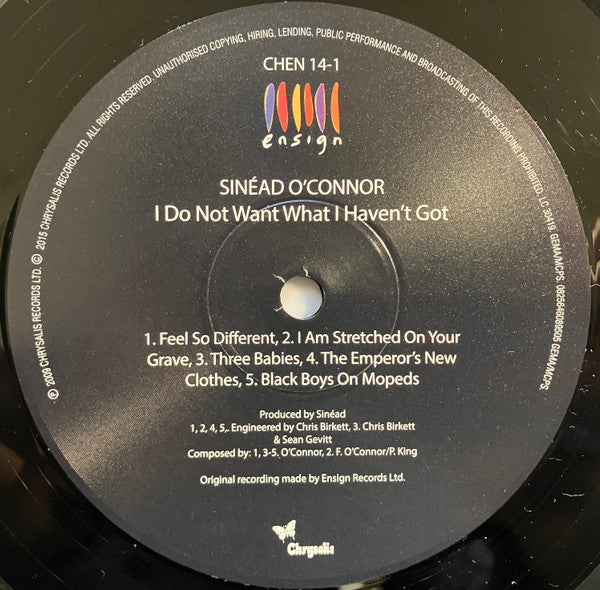 ℗ 2009 CHRYSALIS RECORDS LTD. © 2015 CHRYSALIS RECORDS LTD. ALL RIGHTS RESERVED. UNAUTHORISED COPYING, HIRING, LENDING, PUBLIC PERFORMANCE AND BROADCASTING OF THIS RECORDING PROHIBITED. LC 30419. GEMA/MCPS. 0825646089505 GEMA/MCPS.
CHEN 14-1
ensign
SINÉAD O'CONNOR
I Do Not Want What I Haven't Got
1. Feel So Different, 2. I Am Stretched On Your
Grave, 3. Three Babies, 4. The Emperor's New
Clothes, 5. Black Boys On Mopeds
Produced by Sinéad
1, 2, 4, 5,. Engineered by Chris Birkett, 3. Chris Birkett
& Sean Gevitt
Composed by: 1, 3-5, O'Connor, 2. F. O'Connor/P. King
Original recording made by Ensign Records Ltd.
Chrysalis